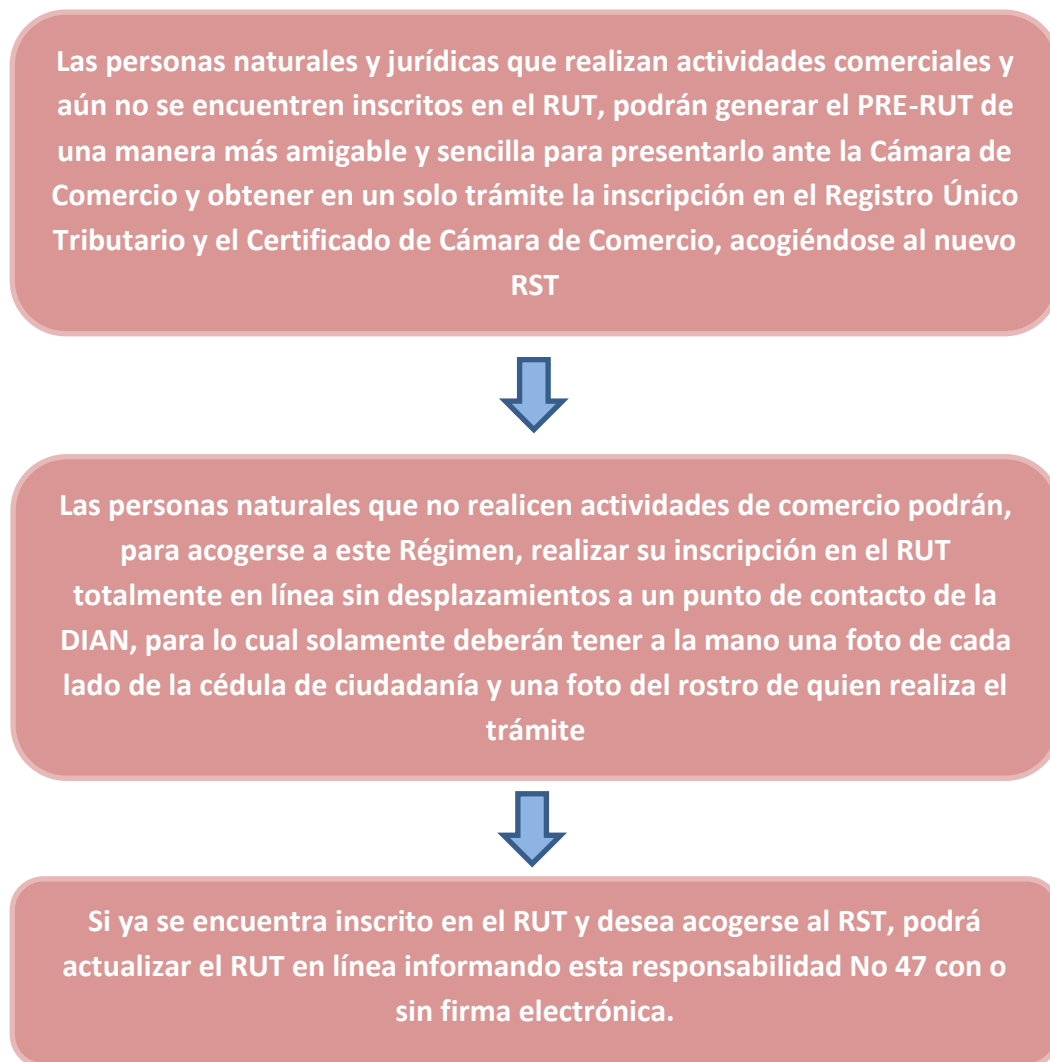 Las personas naturales y jurídicas que realizan actividades comerciales y
aún no se encuentren inscritos en el RUT, podrán generar el PRE-RUT de
una manera más amigable y sencilla para presentarlo ante la Cámara de
Comercio y obtener en un solo trámite la inscripción en el Registro Único
Tributario y el Certificado de Cámara de Comercio, acogiéndose al nuevo
RST
Las personas naturales que no realicen actividades de comercio podrán,
para acogerse a este Régimen, realizar su inscripción en el RUT
totalmente en línea sin desplazamientos a un punto de contacto de la
DIAN, para lo cual solamente deberán tener a la mano una foto de cada
lado de la cédula de ciudadanía y una foto del rostro de quien realiza el
trámite
Si ya se encuentra inscrito en el RUT y desea acogerse al RST, podrá
actualizar el RUT en línea informando esta responsabilidad No 47 con o
sin firma electrónica.